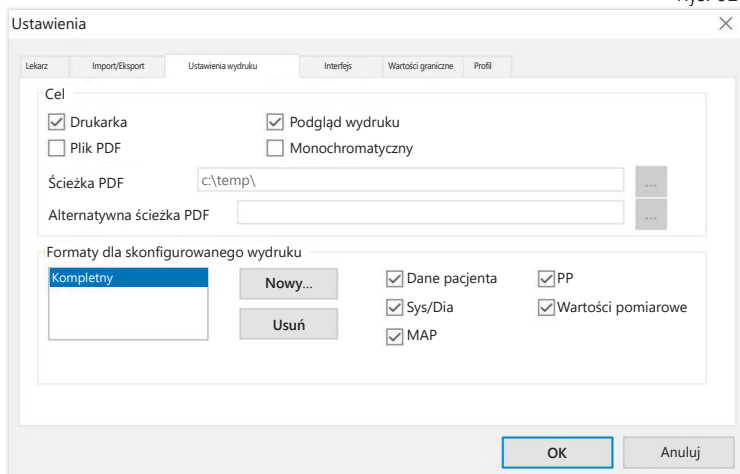 Ustawienia
Lekarz Import/Eksport Ustawienia wydruku Interfejs Wartości graniczne Profil
Cel
Drukarka Podgląd wydruku
Plik PDF Monochromatyczny
Ścieżka PDF c:\temp\ ...
Alternatywna ścieżka PDF ...
Formaty dla skonfigurowanego wydruku
Kompletny Nowy... Dane pacjenta PP
Sys/Dia Wartości pomiarowe
Usuń
MAP
OK Anuluj